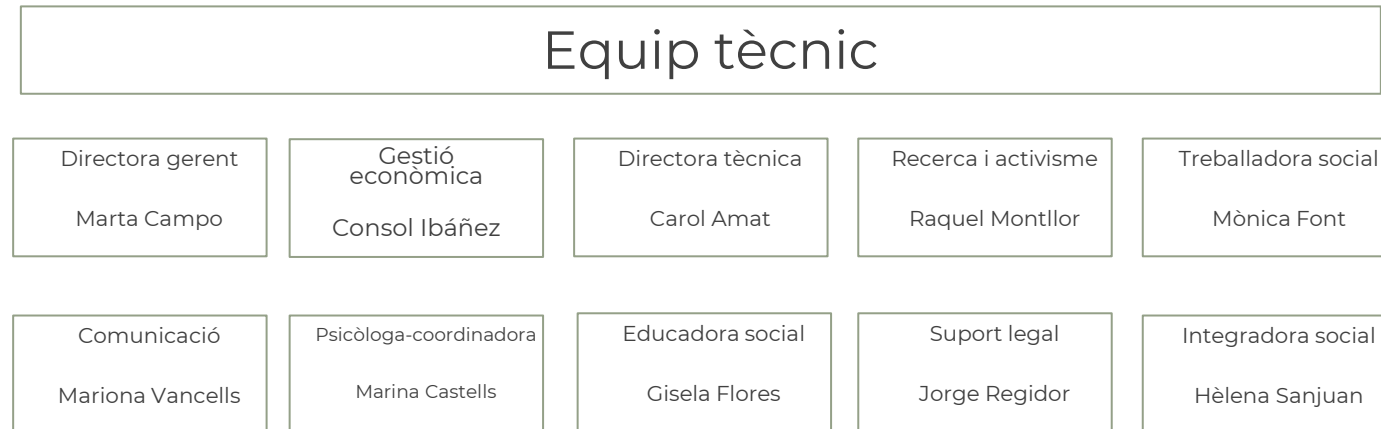 Equip tècnic
Directora gerent
Marta Campo
Gestió
econòmica
Consol Ibáñez
Directora tècnica
Carol Amat
Recerca i activisme
Raquel Montllor
Treballadora social
Mònica Font
Comunicació
Mariona Vancells
Psicòloga-coordinadora
Marina Castells
Educadora social
Gisela Flores
Suport legal
Jorge Regidor
Integradora social
Hèlena Sanjuan